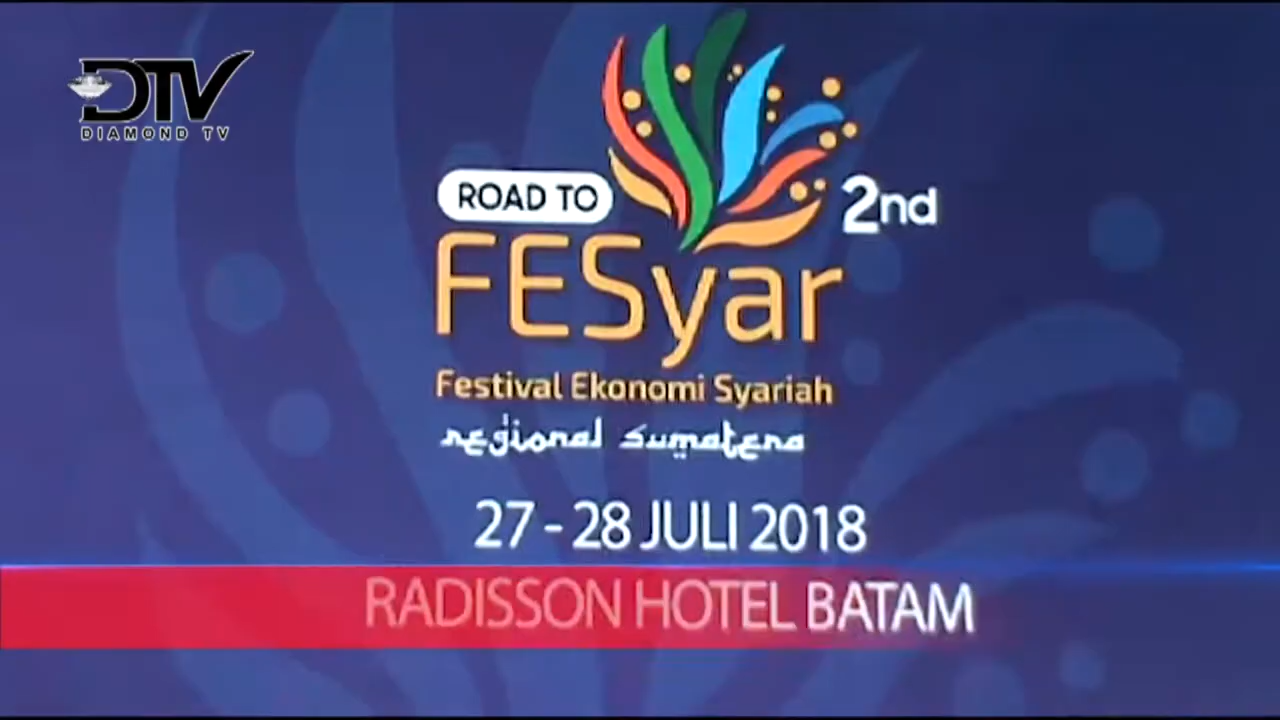 DTV
DIAMOND TV
ROAD TO
2nd
FESyar
Festival Ekonomi Syariah
regional sumatera
27 - 28 JULI 2018
RADISSON HOTEL BATAM